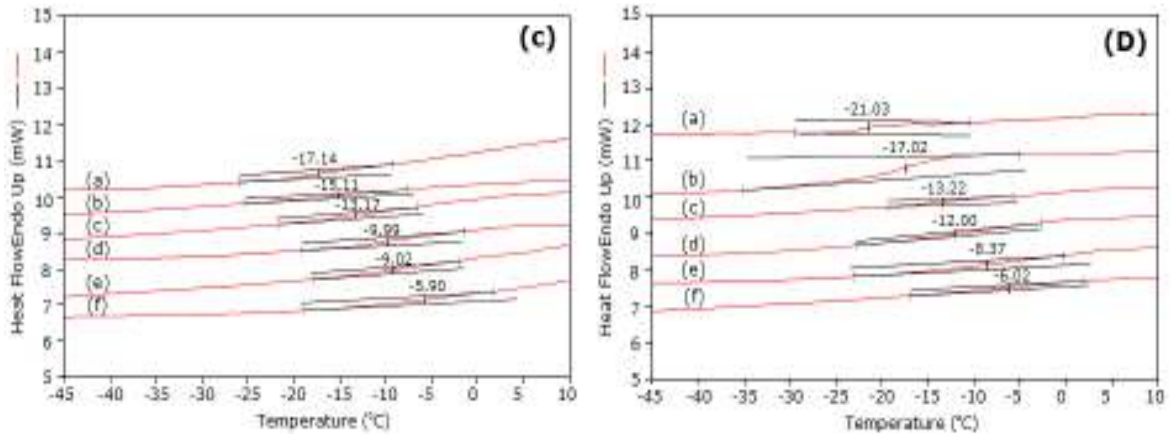 (c)
15
14
13
12
11
10
9
8
7
6
5
Heat FlowEndo Up (mW)
-17.14
(a)
-15.11
(b)
-13.17
(c)
-9.99
(d)
-9.02
(e)
-5.90
(f)
-45 -40 -35 -30 -25 -20 -15 -10 -5 0 5 10
Temperature (°C)
(D)
15
14
13
12
11
10
9
8
7
6
5
Heat FlowEndo Up (mW)
-21.03
(a)
-17.02
(b)
-13.22
(c)
-12.00
(d)
-8.37
(e)
-6.02
(f)
-45 -40 -35 -30 -25 -20 -15 -10 -5 0 5 10
Temperature (°C)